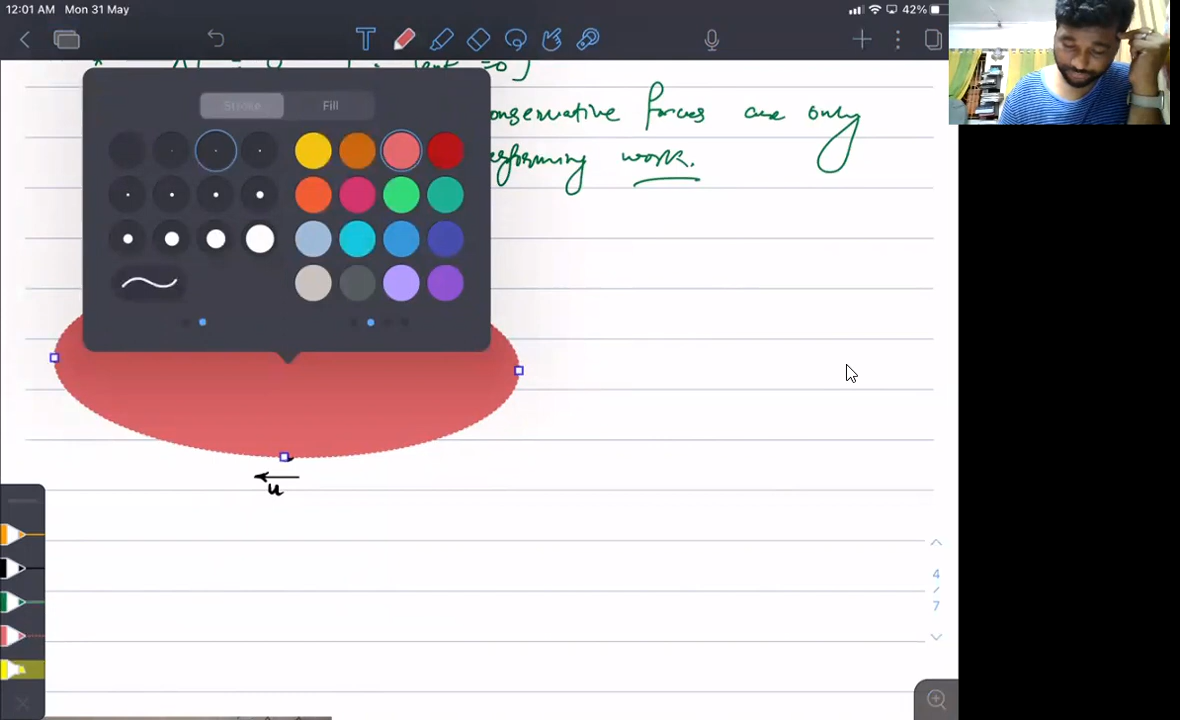 12:01 AM Mon 31 May
42%
T
Stroke Fill
onservative forces are only
erforming work.
u
4
/
7